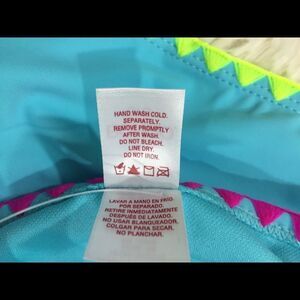 HAND WASH COLD.
SEPARATELY.
REMOVE PROMPTLY
AFTER WASH.
DO NOT BLEACH.
LINE DRY.
DO NOT IRON.
LAVAR A MANO EN FRIO.
POR SEPARADO.
RETIRE INMEDIATAMENTE
DESPUÉS DE LAVADO.
NO USAR BLANQUEADOR.
COLGAR PARA SECAR.
NO PLANCHAR.